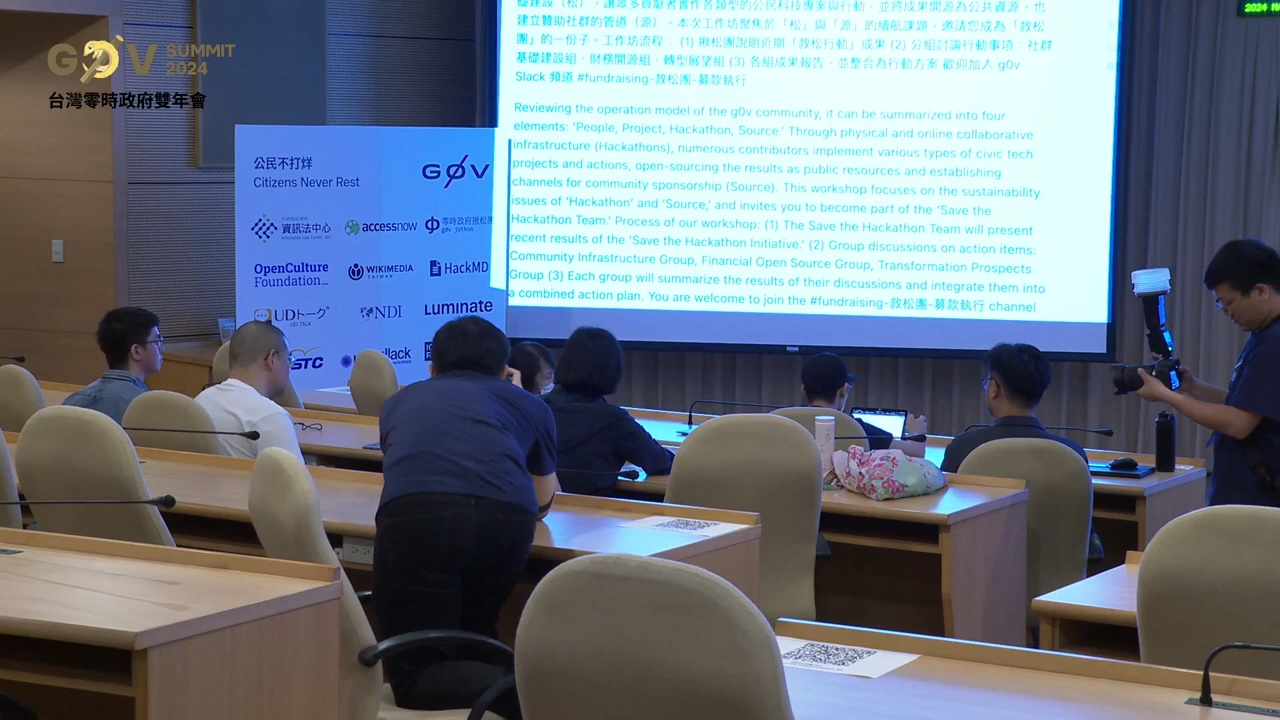 G0V SUMMIT 2024
台灣零時政府雙年會
2024
礎建設（松），讓眾多貢獻者實作各類型的公民科技專案與行動，並將成果開源為公共資源，也
建立贊助社群的管道（源）。本次工作坊聚焦「松」與「源」的續航課題，邀請您成為「救松
團」的一份子。工作坊流程： (1) 揪松團說明近期「救松行動」成果 (2) 分組討論行動事項：社群
基礎建設組、財務開源組、轉型展望組 (3) 各組成果報告，並整合為行動方案 歡迎加入 g0v
Slack 頻道 #fundraising-救松團-募款執行
Reviewing the operation model of the g0v community, it can be summarized into four
elements: 'People, Project, Hackathon, Source.' Through physical and online collaborative
infrastructure (Hackathons), numerous contributors implement various types of civic tech
projects and actions, open-sourcing the results as public resources and establishing
channels for community sponsorship (Source). This workshop focuses on the sustainability
issues of 'Hackathon' and 'Source,' and invites you to become part of the 'Save the
Hackathon Team.' Process of our workshop: (1) The Save the Hackathon Team will present
recent results of the 'Save the Hackathon Initiative.' (2) Group discussions on action items:
Community Infrastructure Group, Financial Open Source Group, Transformation Prospects
Group (3) Each group will summarize the results of their discussions and integrate them into
a combined action plan. You are welcome to join the #fundraising-救松團-募款執行 channel
公民不打烊
Citizens Never Rest
G0V
資訊法中心
accessnow
零時政府揪松團
g0v jothon
OpenCulture
Foundation_
WIKIMEDIA
TAIWAN
HackMD
UDトーク
UD TALK
NDI
Luminate
STC